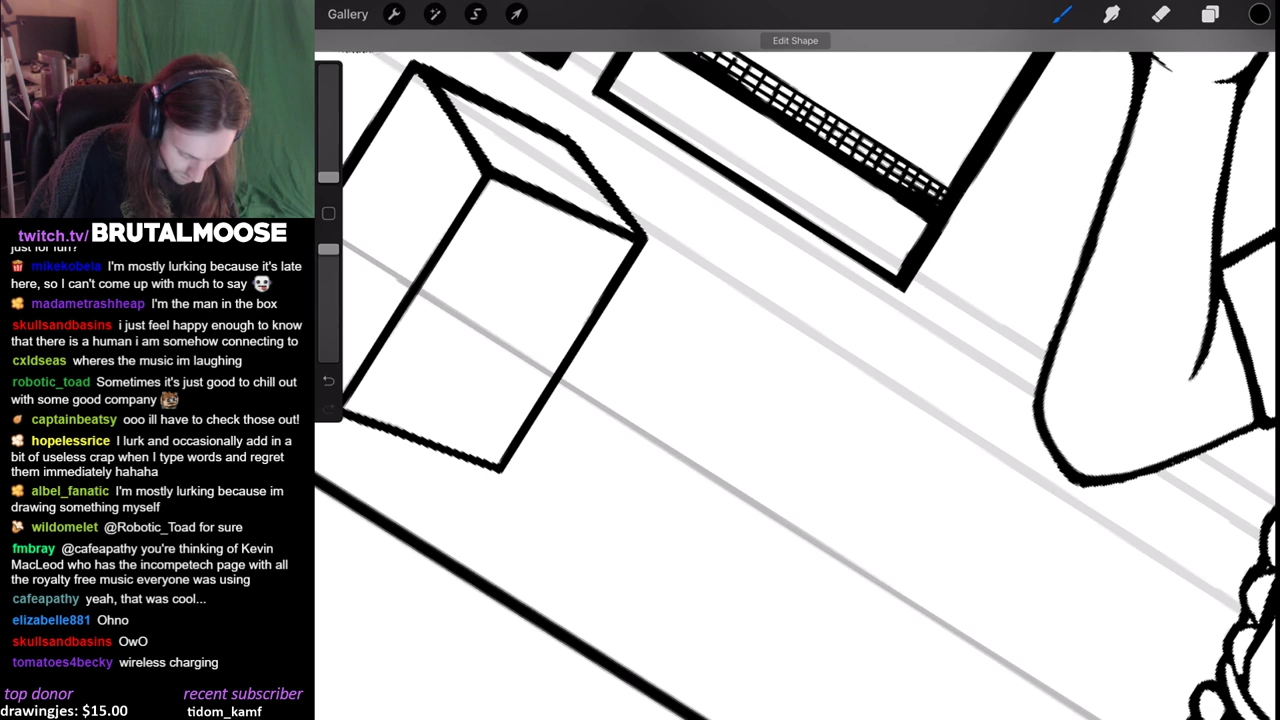 Gallery
Edit Shape
twitch.tv/BRUTALMOOSE
just for fun?
mikekobela I'm mostly lurking because it's late
here, so I can't come up with much to say
madametrashheap I'm the man in the box
skullsandbasins i just feel happy enough to know
that there is a human i am somehow connecting to
cxldseas wheres the music im laughing
robotic_toad Sometimes it's just good to chill out
with some good company
captainbeatsy ooo ill have to check those out!
hopelessrice I lurk and occasionally add in a
bit of useless crap when I type words and regret
them immediately hahaha
albel_fanatic I'm mostly lurking because im
drawing something myself
wildomelet @Robotic_Toad for sure
fmbray @cafeapathy you're thinking of Kevin
MacLeod who has the incompetech page with all
the royalty free music everyone was using
cafeapathy yeah, that was cool...
elizabelle881 Ohno
skullsandbasins OwO
tomatoes4becky wireless charging
top donor recent subscriber
drawingjes: $15.00 tidom_kamf